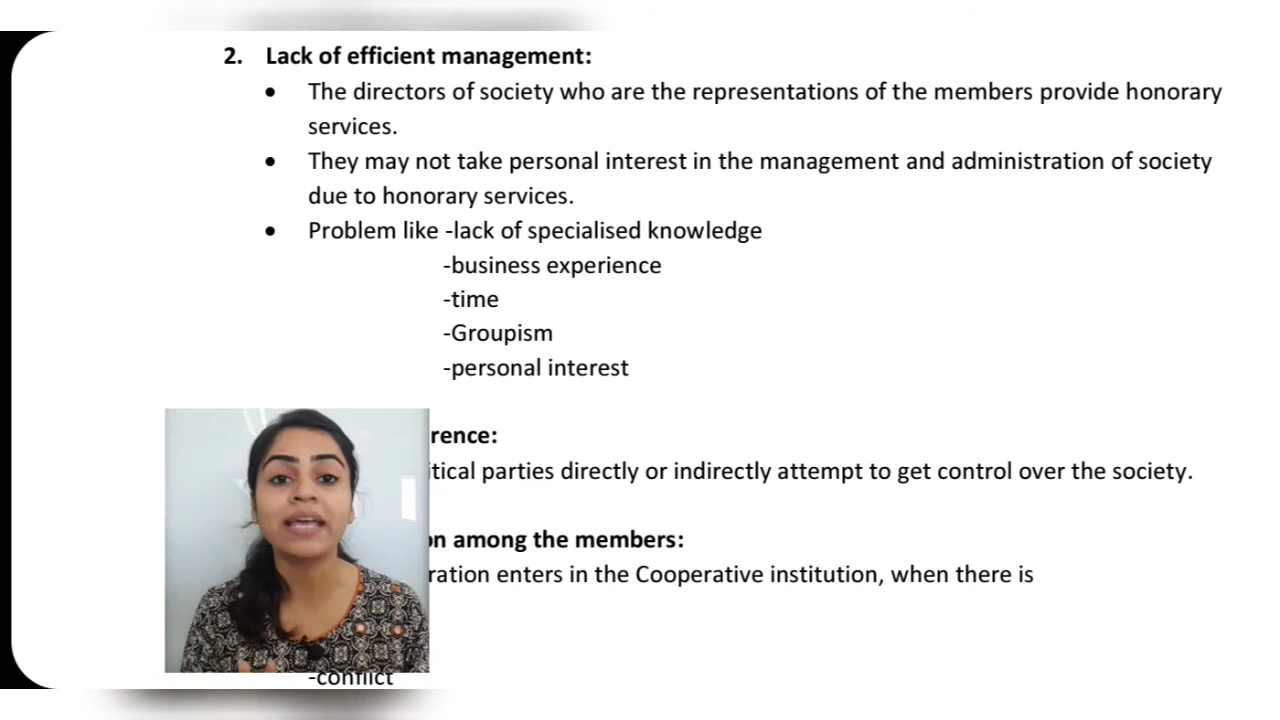 2. Lack of efficient management:
• The directors of society who are the representations of the members provide honorary
services.
• They may not take personal interest in the management and administration of society
due to honorary services.
• Problem like -lack of specialised knowledge
-business experience
-time
-Groupism
-personal interest
rence:
tical parties directly or indirectly attempt to get control over the society.
on among the members:
ration enters in the Cooperative institution, when there is
-conflict